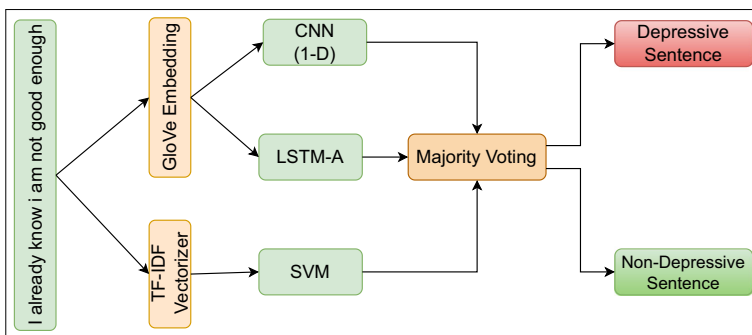 I already know i am not good enough
GloVe Embedding
TF-IDF
Vectorizer
CNN
(1-D)
LSTM-A
SVM
Majority Voting
Depressive
Sentence
Non-Depressive
Sentence